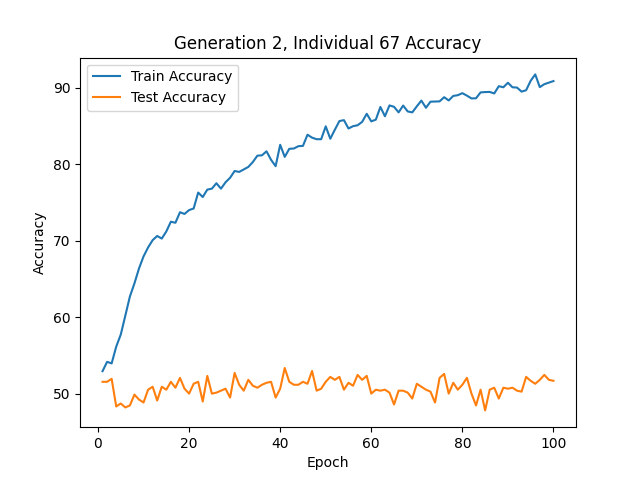 Generation 2, Individual 67 Accuracy
Train Accuracy
Test Accuracy
Accuracy
90
80
70
60
50
0 20 40 60 80 100
Epoch